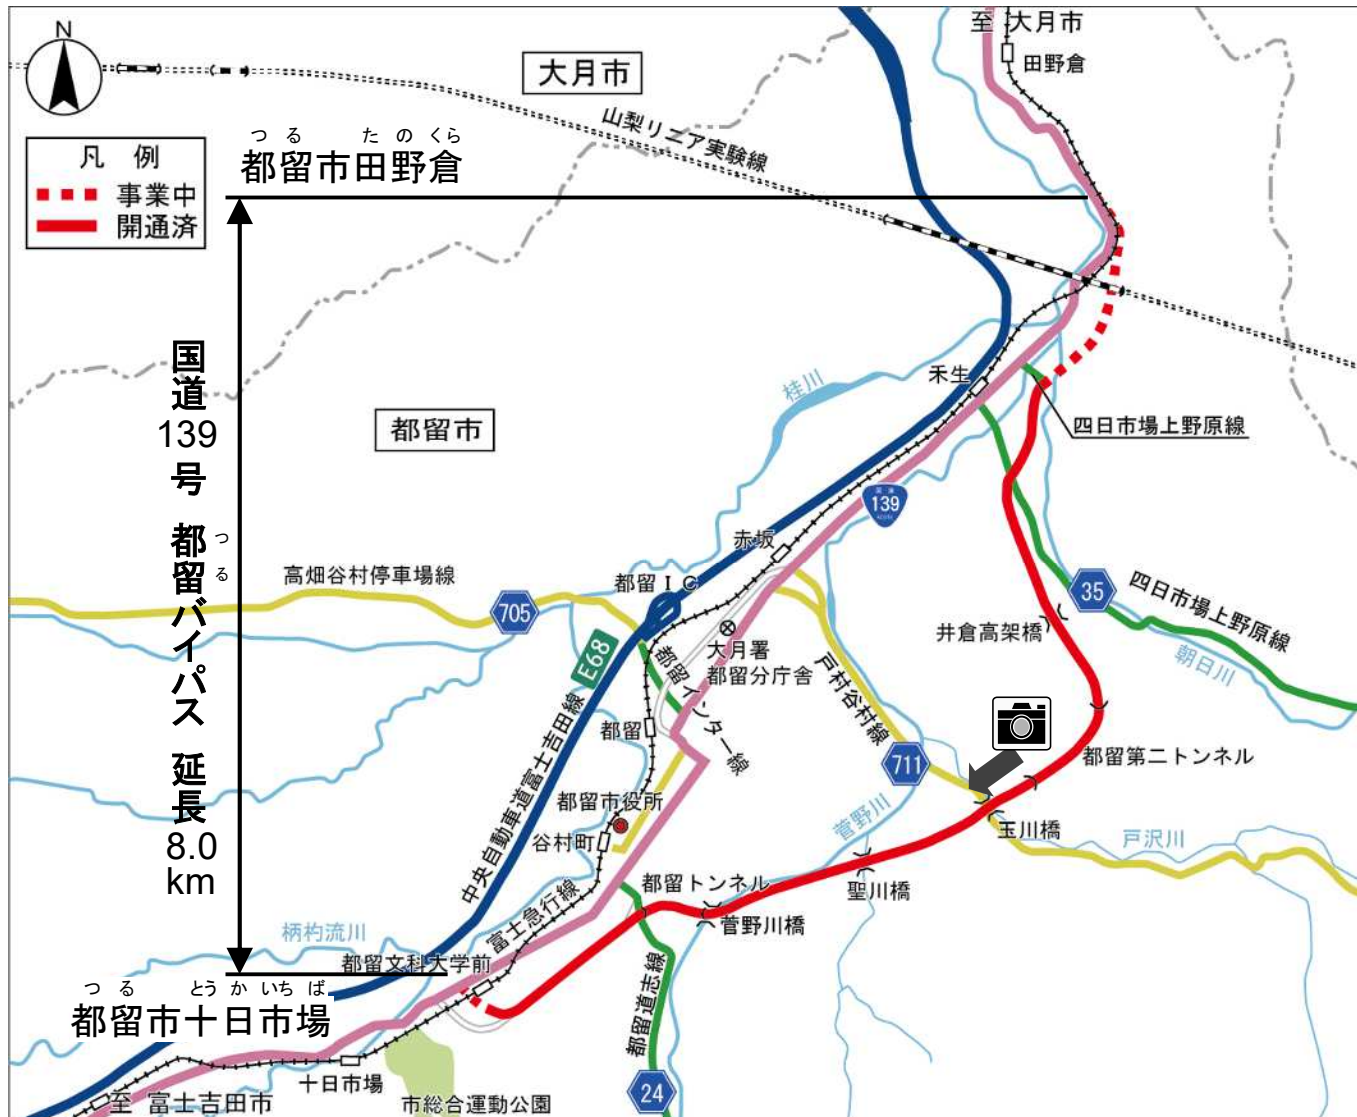 N
大月市
至 大月市
田野倉
山梨リニア実験線
凡 例
事業中
開通済
つる たのくら
都留市田野倉
国道139号 都留バイパス 延長8.0km
つる
都留市
桂川
禾生
四日市場上野原線
139
赤坂
高畑谷村停車場線
705
都留IC
E68
大月署
都留分庁舎
都留インター線
戸村谷村線
35
四日市場上野原線
朝日川
井倉高架橋
都留
711
都留第二トンネル
中央自動車道富士吉田線
都留市役所
谷村町
菅野川
玉川橋
戸沢川
聖川橋
都留トンネル
菅野川橋
富士急行線
柄杓流川
都留文科大学前
つる とうかいちば
都留市十日市場
都留道志線
24
十日市場
至 富士吉田市
市総合運動公園